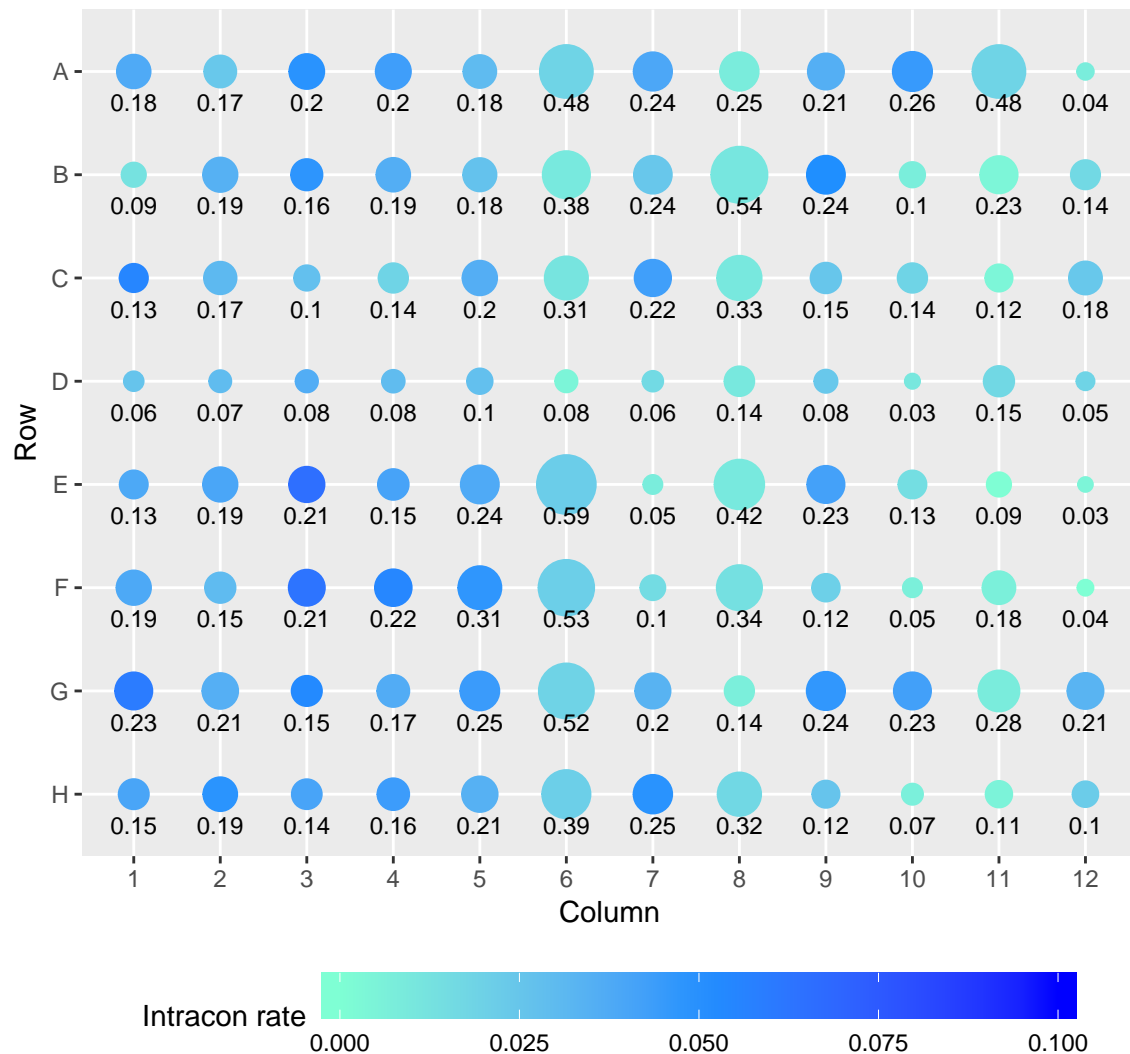 A
0.18 0.17 0.2 0.2 0.18 0.48 0.24 0.25 0.21 0.26 0.48 0.04
B
0.09 0.19 0.16 0.19 0.18 0.38 0.24 0.54 0.24 0.1 0.23 0.14
C
0.13 0.17 0.1 0.14 0.2 0.31 0.22 0.33 0.15 0.14 0.12 0.18
D
0.06 0.07 0.08 0.08 0.1 0.08 0.06 0.14 0.08 0.03 0.15 0.05
Row
E
0.13 0.19 0.21 0.15 0.24 0.59 0.05 0.42 0.23 0.13 0.09 0.03
F
0.19 0.15 0.21 0.22 0.31 0.53 0.1 0.34 0.12 0.05 0.18 0.04
G
0.23 0.21 0.15 0.17 0.25 0.52 0.2 0.14 0.24 0.23 0.28 0.21
H
0.15 0.19 0.14 0.16 0.21 0.39 0.25 0.32 0.12 0.07 0.11 0.1
1 2 3 4 5 6 7 8 9 10 11 12
Column
Intracon rate
0.000 0.025 0.050 0.075 0.100